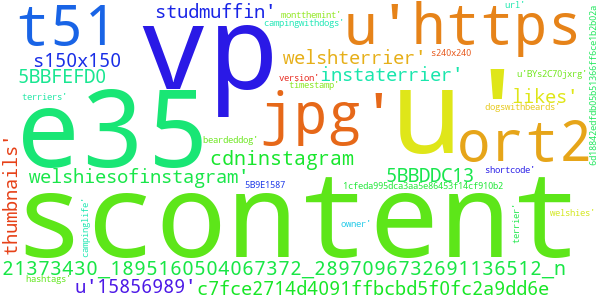 studmuffin'
montthemint'
campingwithdogs'
url'
t51
vp
u'https
s150x150
welshterrier'
s240x240
5BBFEFD0
instaterrier'
version'
u'BYs2C70jxrg'
terriers'
e35
timestamp
jpg'
u'
likes'
dogswithbeards
beardeddog'
ort2
thumbnails'
cdninstagram
welshiesofinstagram'
5BBDDC13
shortcode'
5B9E1587
1cfeda995dca3aa5e86453f14cf910b2
6d18842edfdb05b51366ff6ce1b2b02a
scontent
campinglife'
owner'
terrier'
welshies'
21373430_1895160504067372_2897096732691136512_n
hashtags'
u'15856989'
c7fce2714d4091ffbcbd5f0fc2a9dd6e